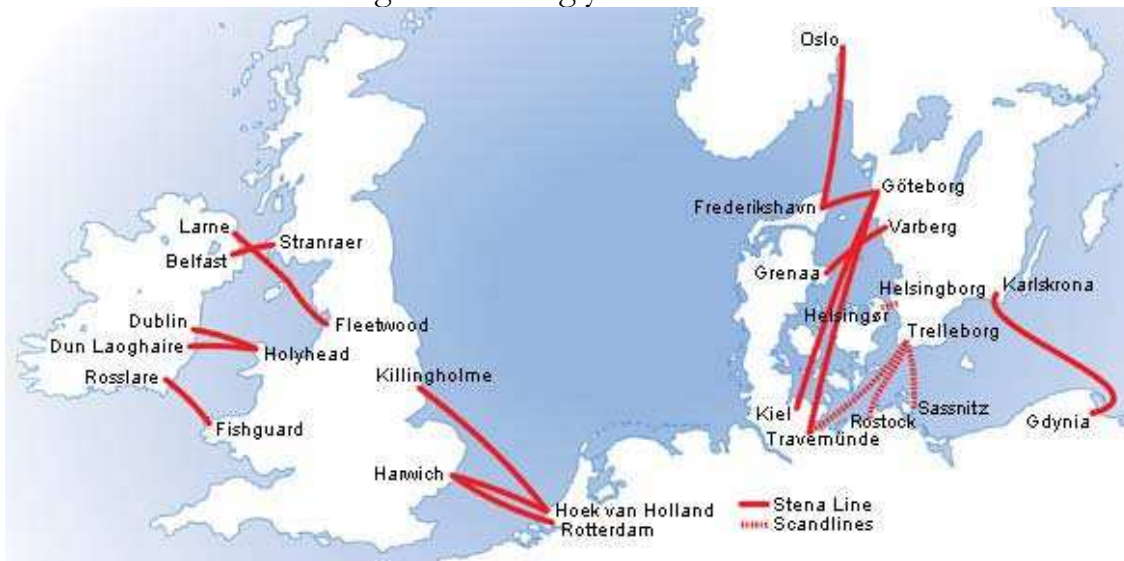 Oslo
Göteborg
Frederikshavn
Varberg
Larne
Stranraer
Belfast
Grenaa
Helsingborg
Karlskrona
Helsingør
Dublin
Fleetwood
Trelleborg
Dun Laoghaire
Holyhead
Rosslare
Killingholme
Kiel
Sassnitz
Rostock
Gdynia
Fishguard
Travemünde
Harwich
Hoek van Holland
Rotterdam
Stena Line
Scandlines